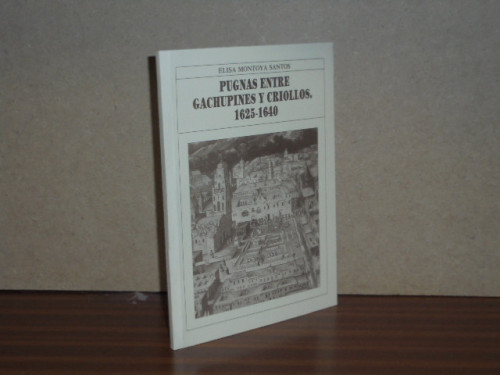 ELISA MONTOYA SANTOS
PUGNAS ENTRE
GACHUPINES Y CRIOLLOS.
1625-1640